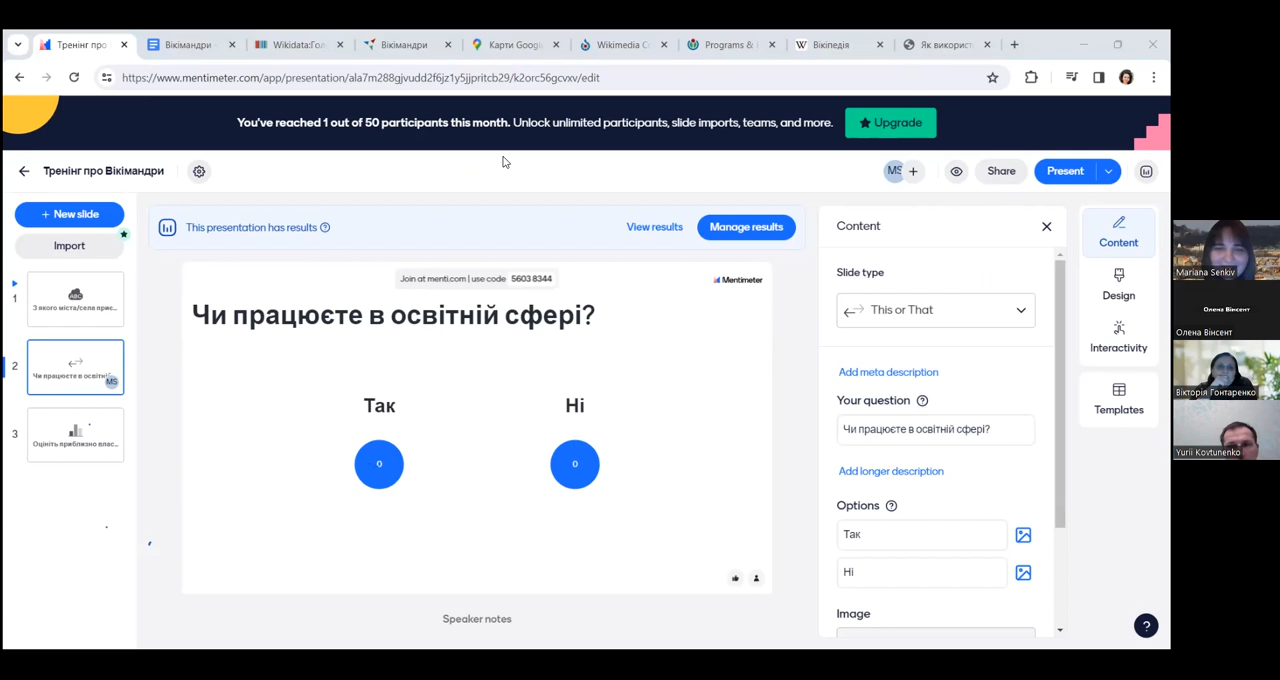 Тренінг про
Вікімандри
Wikidata:Гол
Вікімандри
Карти Googl
Wikimedia C
Programs &
Вікіпедія
Як викорис
https://www.mentimeter.com/app/presentation/ala7m288gjvudd2f6jz1y5jjpritcb29/k2orc56gcvxv/edit
You've reached 1 out of 50 participants this month. Unlock unlimited participants, slide imports, teams, and more.
Upgrade
Тренінг про Вікімандри
MS
Share
Present
+ New slide
Import
This presentation has results
View results
Manage results
1
ABC
З якого міста/села приє...
2
Чи працюєте в освітні
MS
3
Оцініть приблизно влас...
Join at menti.com | use code 5603 8344
Mentimeter
Чи працюєте в освітній сфері?
Так
Ні
0
0
Speaker notes
Content
Slide type
This or That
Add meta description
Your question
Чи працюєте в освітній сфері?
Add longer description
Options
Так
Ні
Image
Content
Design
Interactivity
Templates
Mariana Senkiv
Олена Вінсент
Олена Вінсент
Вікторія Гонтаренко
Yurii Kovtunenko